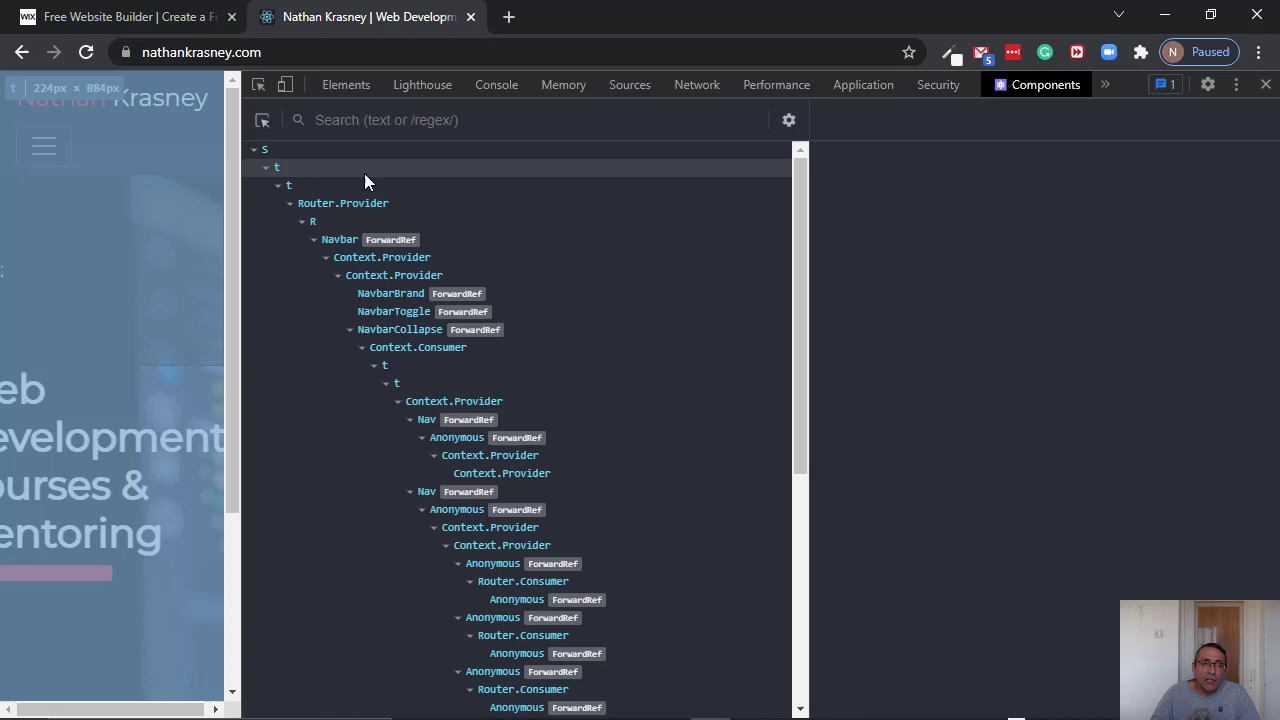 Free Website Builder | Create a Fr
Nathan Krasney | Web Developm
nathankrasney.com
5
N Paused
t 224px × 884px
Elements Lighthouse Console Memory Sources Network Performance Application Security Components » 1
Nathan Krasney
Search (text or /regex/)
S
t
t
Router.Provider
R
Navbar ForwardRef
Context.Provider
Context.Provider
NavbarBrand ForwardRef
NavbarToggle ForwardRef
NavbarCollapse ForwardRef
Context.Consumer
t
t
Context.Provider
Nav ForwardRef
Anonymous ForwardRef
Context.Provider
Context.Provider
Nav ForwardRef
Anonymous ForwardRef
Context.Provider
Context.Provider
Anonymous ForwardRef
Router.Consumer
Anonymous ForwardRef
Anonymous ForwardRef
Router.Consumer
Anonymous ForwardRef
Anonymous ForwardRef
Router.Consumer
Anonymous ForwardRef
eb
evelopment
ourses &
entoring
WIX